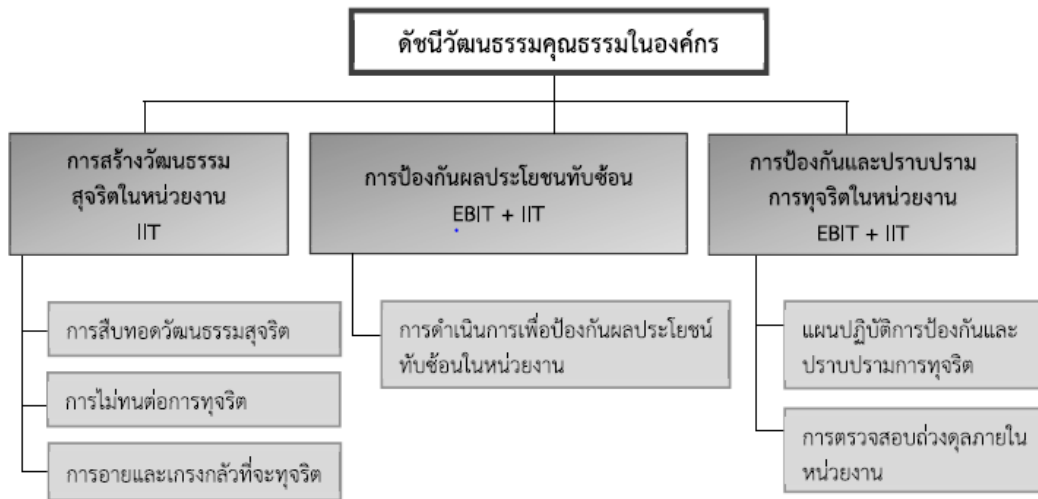 ดัชนีวัฒนธรรมคุณธรรมในองค์กร
การสร้างวัฒนธรรม
สุจริตในหน่วยงาน
IIT
การสืบทอดวัฒนธรรมสุจริต
การไม่ทนต่อการทุจริต
การอายและเกรงกลัวที่จะทุจริต
การป้องกันผลประโยชนทับซ้อน
EBIT + IIT
การดำเนินการเพื่อป้องกันผลประโยชน์
ทับซ้อนในหน่วยงาน
การป้องกันและปราบปราม
การทุจริตในหน่วยงาน
EBIT + IIT
แผนปฏิบัติการป้องกันและ
ปราบปรามการทุจริต
การตรวจสอบถ่วงดุลภายใน
หน่วยงาน